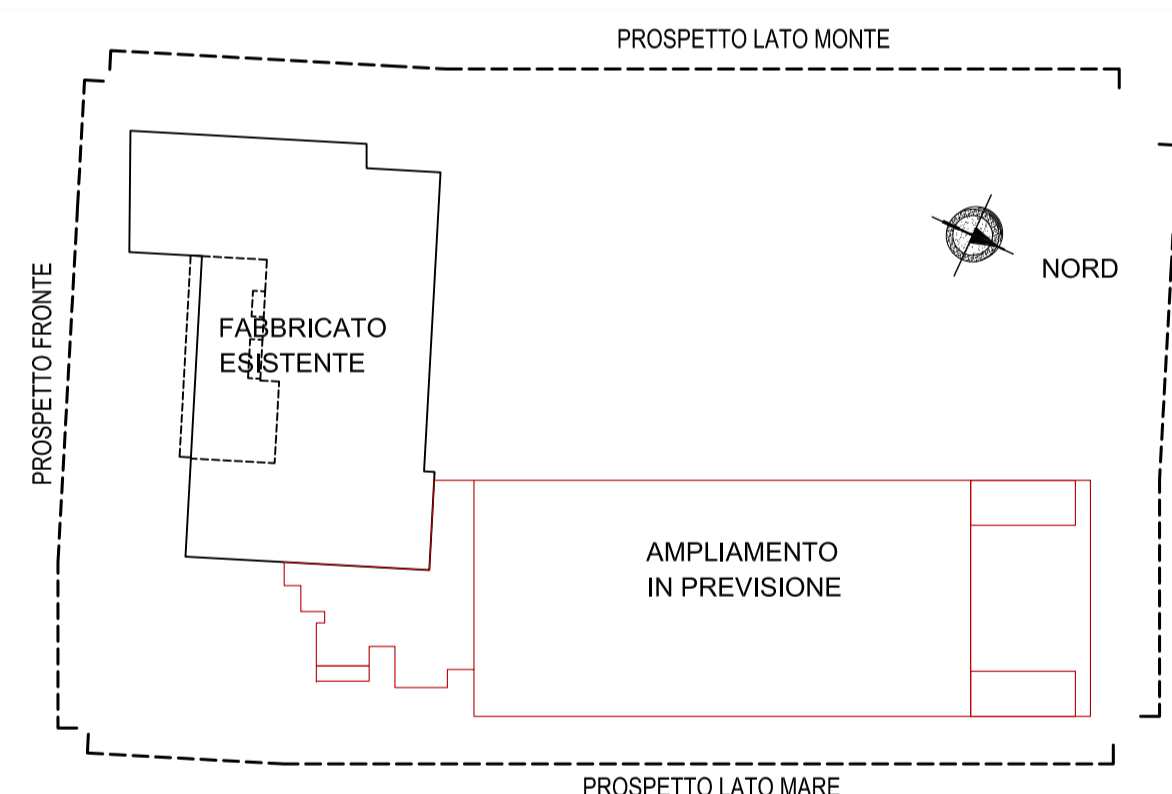 PROSPETTO LATO MONTE
NORD
PROSPETTO FRONTE
FABBRICATO
ESISTENTE
AMPLIAMENTO
IN PREVISIONE
PROSPETTO LATO MARE